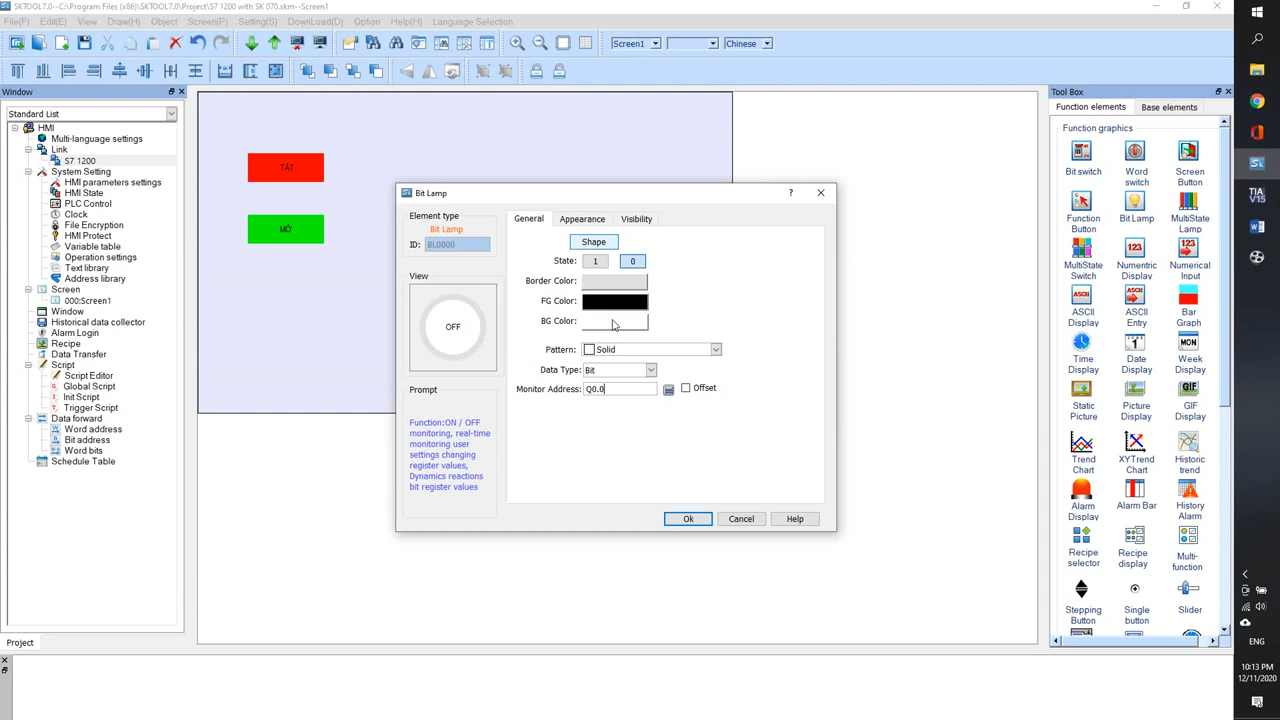 SKTOOL7.0--C:\Program Files (x86)\SKTOOL7.0\Project\S7 1200 with SK 070.skm--Screen1
File(F) Edit(E) View Draw(H) Object Screen(P) Setting(S) DownLoad(D) Option Help(H) Language Selection
Screen1 Chinese
Window
Standard List
HMI
Multi-language settings
Link
S7 1200
System Setting
HMI parameters settings
HMI State
PLC Control
Clock
File Encryption
HMI Protect
Variable table
Operation settings
Text library
Address library
Screen
000:Screen1
Window
Historical data collector
Alarm Login
Recipe
Data Transfer
Script
Script Editor
Global Script
Init Script
Trigger Script
Data forward
Word address
Bit address
Word bits
Schedule Table
Project
TẮT
MỞ
Bit Lamp
?
Element type
Bit Lamp
ID: BL0000
View
OFF
Prompt
Function:ON / OFF
monitoring, real-time
monitoring user
settings changing
register values,
Dynamics reactions
bit register values
General Appearance Visibility
Shape
State: 1 0
Border Color:
FG Color:
BG Color:
Pattern: Solid
Data Type: Bit
Monitor Address: Q0.0 Offset
Ok Cancel Help
Tool Box
Function elements Base elements
Function graphics
Bit switch Word switch Screen Button
Function Button Bit Lamp MultiState Lamp
MultiState Switch Numeric Display Numerical Input
ASCII Display ASCII Entry Bar Graph
Time Display Date Display Week Display
Static Picture Picture Display GIF Display
Trend Chart XYTrend Chart Historic trend
Alarm Display Alarm Bar History Alarm
Recipe selector Recipe display Multi-function
Stepping button Single button Slider
TIA
V15
ENG
10:13 PM
12/11/2020